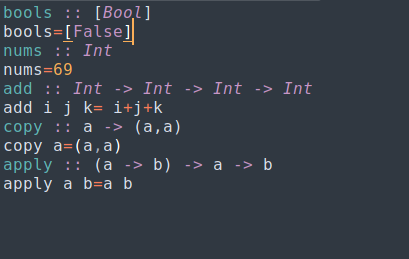 bools :: [Bool]
bools=[False]
nums :: Int
nums=69
add :: Int -> Int -> Int -> Int
add i j k= i+j+k
copy :: a -> (a,a)
copy a=(a,a)
apply :: (a -> b) -> a -> b
apply a b=a b